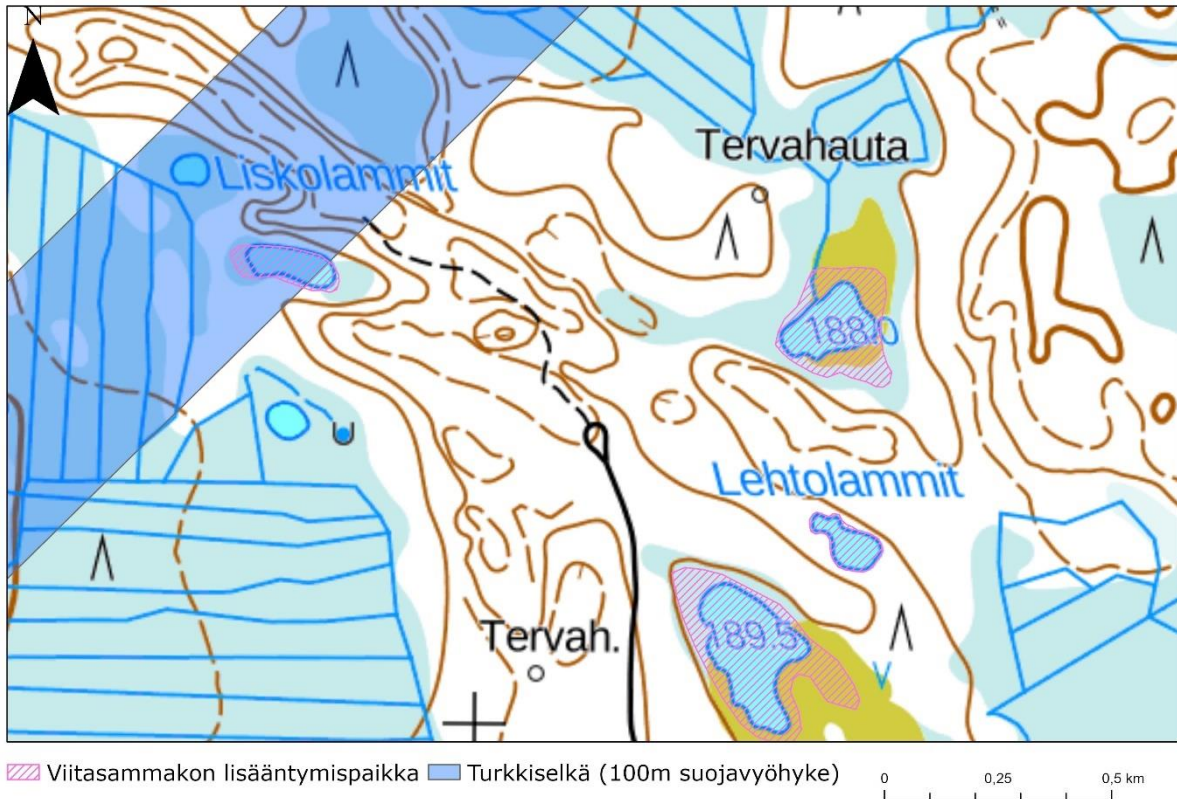 N
Tervahauta
Liskolammit
188.0
Lehtolammit
189.5
Tervah.
Viitasammakon lisääntymispaikka Turkkiselkä (100m suojavyöhyke)
0 0,25 0,5 km